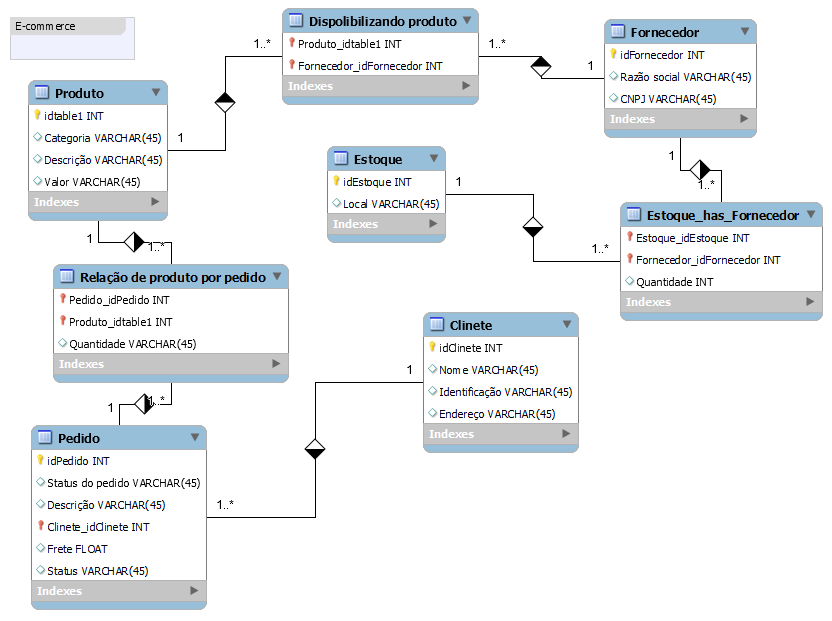 E-commerce
Dispolibilizando produto
Produto_idtable1 INT
Fornecedor_idFornecedor INT
Indexes
1..*
1..*
Fornecedor
idFornecedor INT
Razão social VARCHAR(45)
CNPJ VARCHAR(45)
Indexes
1
1
Produto
idtable1 INT
Categoria VARCHAR(45)
Descrição VARCHAR(45)
Valor VARCHAR(45)
Indexes
1
1
1..*
Estoque
idEstoque INT
Local VARCHAR(45)
Indexes
1
1..*
1..*
Estoque_has_Fornecedor
Estoque_idEstoque INT
Fornecedor_idFornecedor INT
Quantidade INT
Indexes
Relação de produto por pedido
Pedido_idPedido INT
Produto_idtable1 INT
Quantidade VARCHAR(45)
Indexes
1
1..*
Clinete
idClinete INT
Nome VARCHAR(45)
Identificação VARCHAR(45)
Endereço VARCHAR(45)
Indexes
1
Pedido
idPedido INT
Status do pedido VARCHAR(45)
Descrição VARCHAR(45)
Clinete_idClinete INT
Frete FLOAT
Status VARCHAR(45)
Indexes
1..*